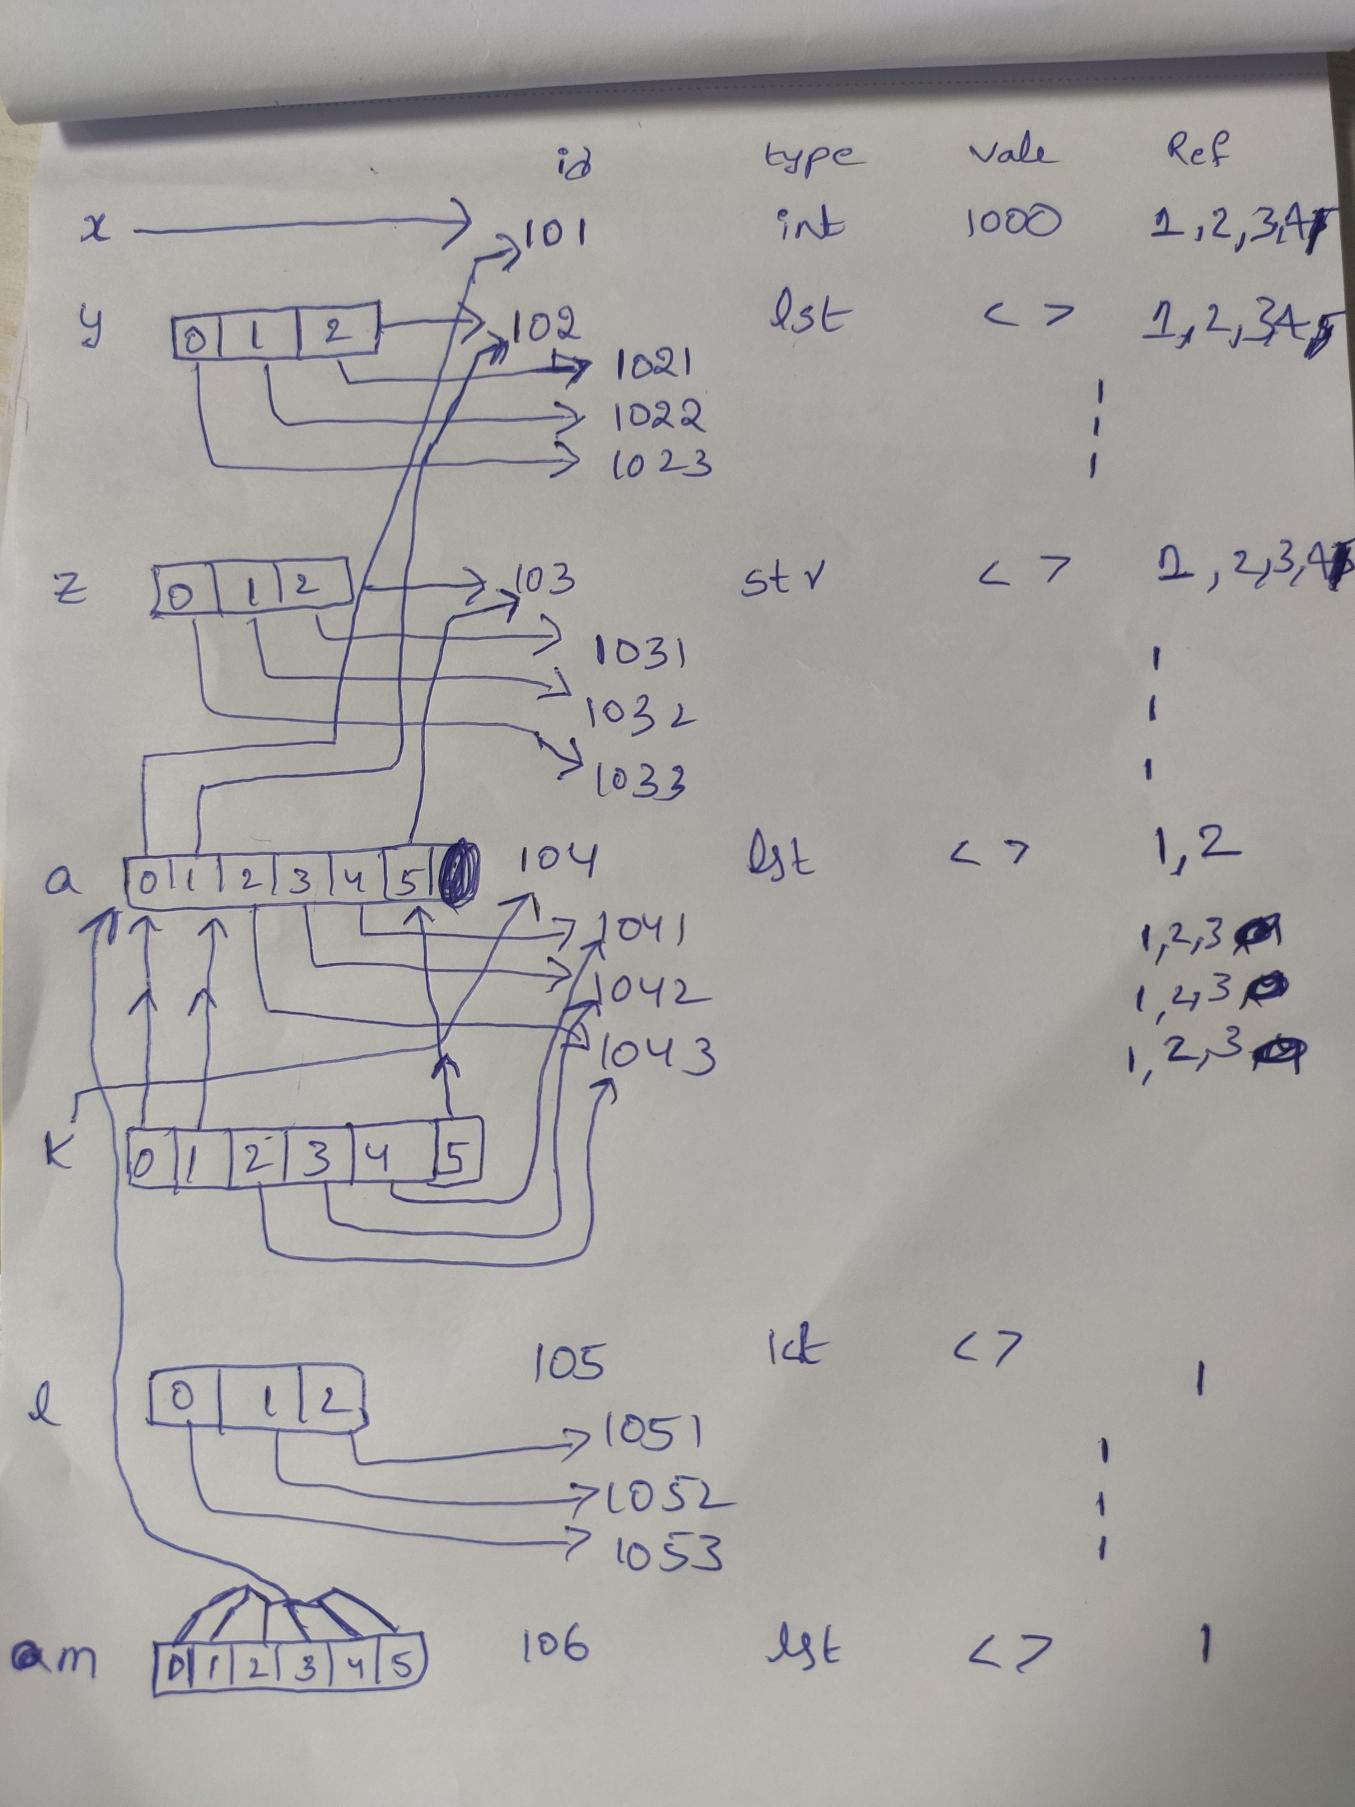 id type Vale Ref
x 101 int 1000 1,2,3,4
y 0 1 2 102 lst < > 1,2,3,4
1021 1
1022 1
1023 1
z 0 1 2 103 str < > 1,2,3,4
1031 1
1032 1
1033 1
a 0 1 2 3 4 5 104 lst < > 1,2
1041 1,2,3
1042 1,2,3
1043 1,2,3
K 0 1 2 3 4 5
l 0 1 2 105 < > 1
1051 1
1052 1
1053 1
am 0 1 2 3 4 5 106 lst < > 1